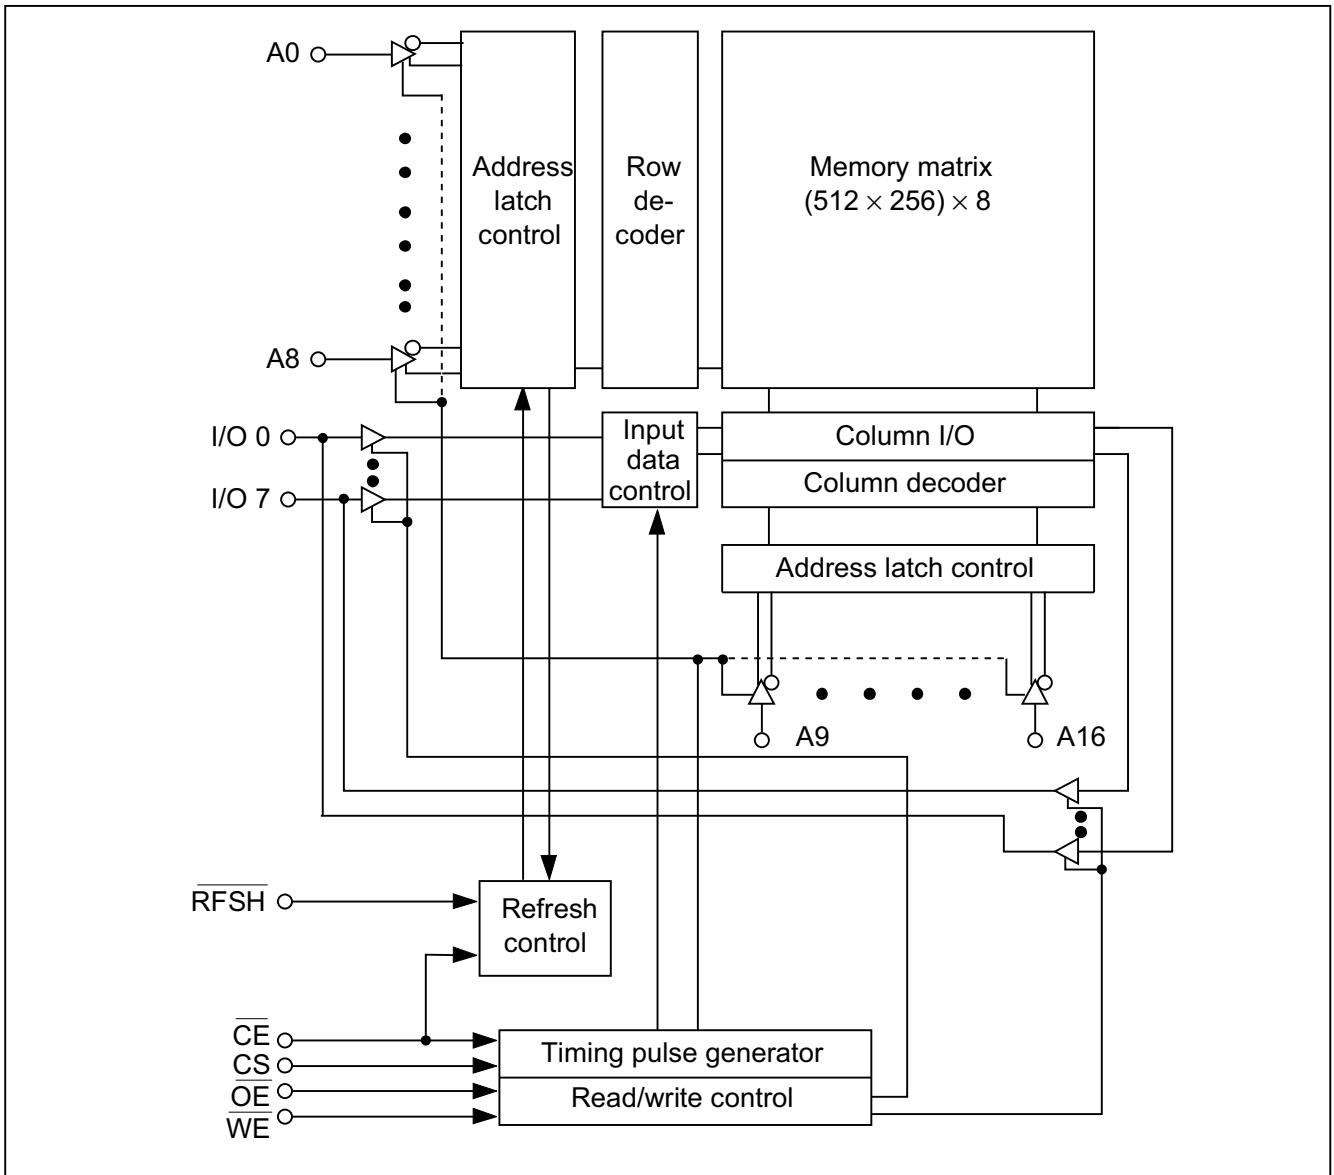 A0
Address
latch
control
Row
de-
coder
Memory matrix
(512 × 256) × 8
A8
I/O 0
I/O 7
Input
data
control
Column I/O
Column decoder
Address latch control
A9
A16
RFSH
Refresh
control
CE
CS
OE
WE
Timing pulse generator
Read/write control